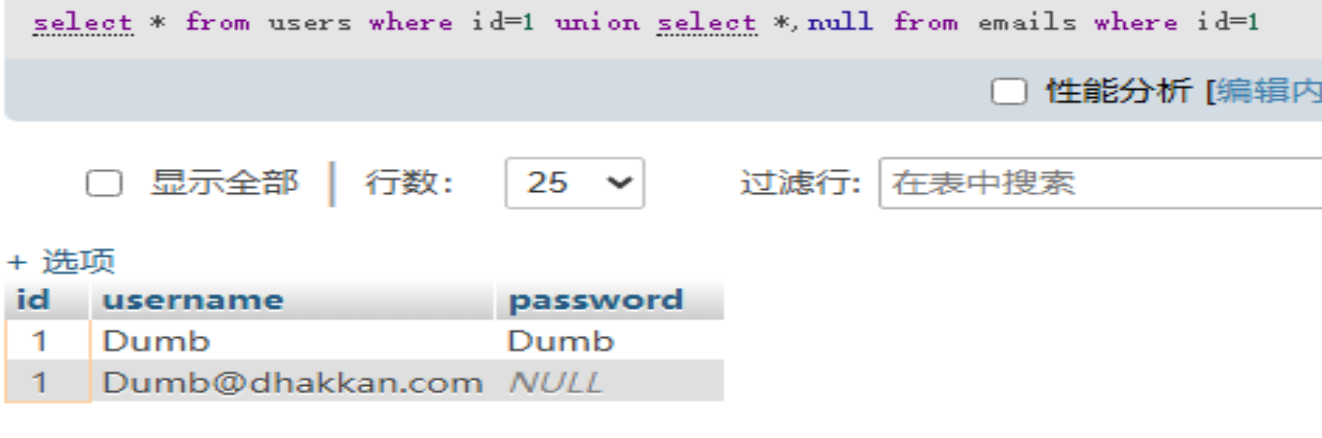 select * from users where id=1 union select *,null from emails where id=1
性能分析 [编辑内
显示全部 行数: 25 过滤行: 在表中搜索
+ 选项
id username password
1 Dumb Dumb
1 Dumb@dhakkan.com NULL